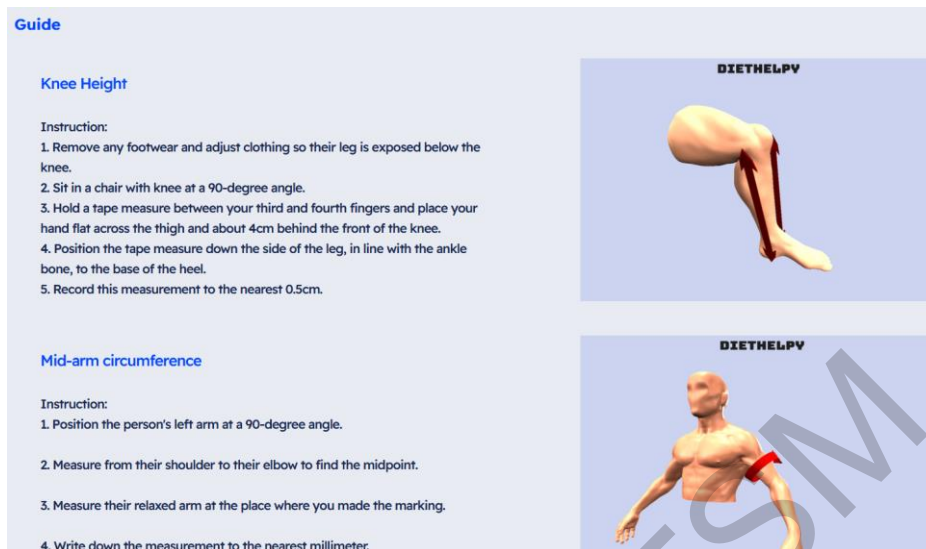 Guide
Knee Height
Instruction:
1. Remove any footwear and adjust clothing so their leg is exposed below the
knee.
2. Sit in a chair with knee at a 90-degree angle.
3. Hold a tape measure between your third and fourth fingers and place your
hand flat across the thigh and about 4cm behind the front of the knee.
4. Position the tape measure down the side of the leg, in line with the ankle
bone, to the base of the heel.
5. Record this measurement to the nearest 0.5cm.
DIETHELPY
Mid-arm circumference
Instruction:
1. Position the person's left arm at a 90-degree angle.
2. Measure from their shoulder to their elbow to find the midpoint.
3. Measure their relaxed arm at the place where you made the marking.
4. Write down the measurement to the nearest millimeter.
DIETHELPY